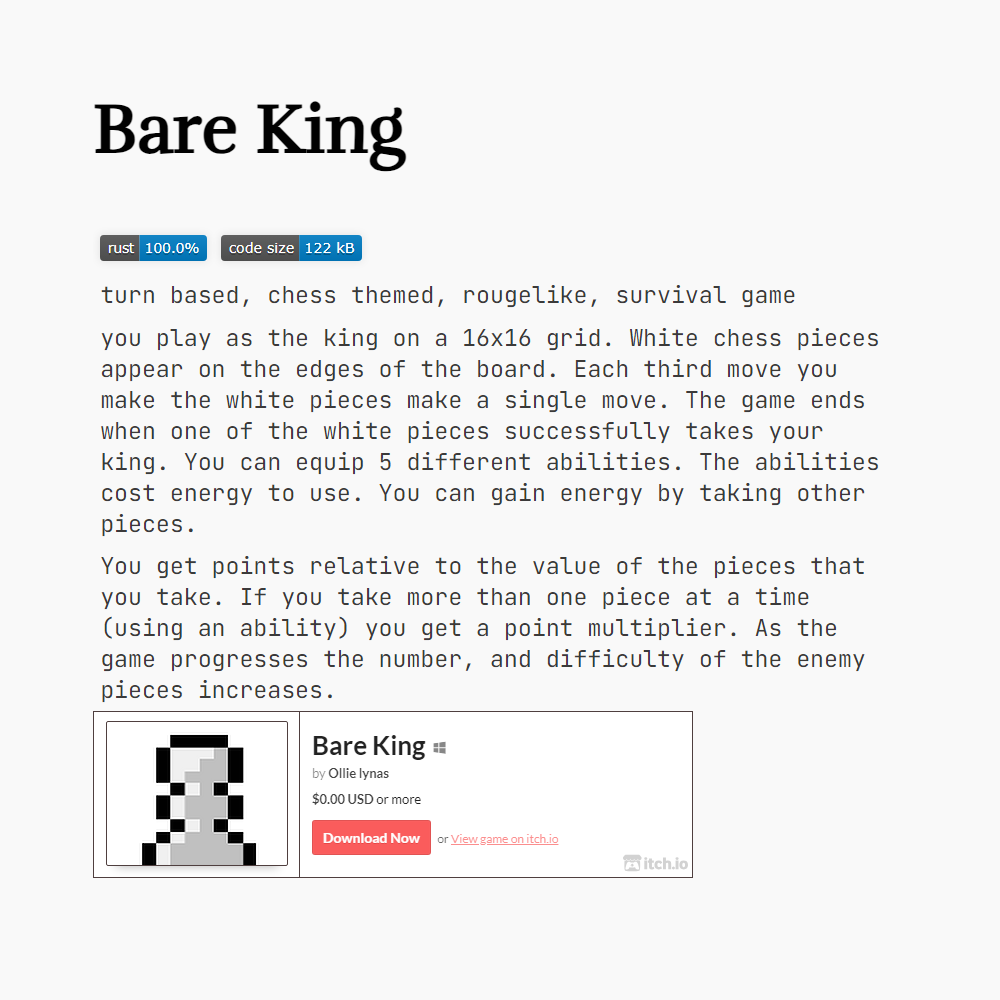 Bare King
rust 100.0% code size 122 kB
turn based, chess themed, rougelike, survival game
you play as the king on a 16x16 grid. White chess pieces
appear on the edges of the board. Each third move you
make the white pieces make a single move. The game ends
when one of the white pieces successfully takes your
king. You can equip 5 different abilities. The abilities
cost energy to use. You can gain energy by taking other
pieces.
You get points relative to the value of the pieces that
you take. If you take more than one piece at a time
(using an ability) you get a point multiplier. As the
game progresses the number, and difficulty of the enemy
pieces increases.
Bare King
by Ollie lynas
$0.00 USD or more
Download Now or View game on itch.io
itch.io